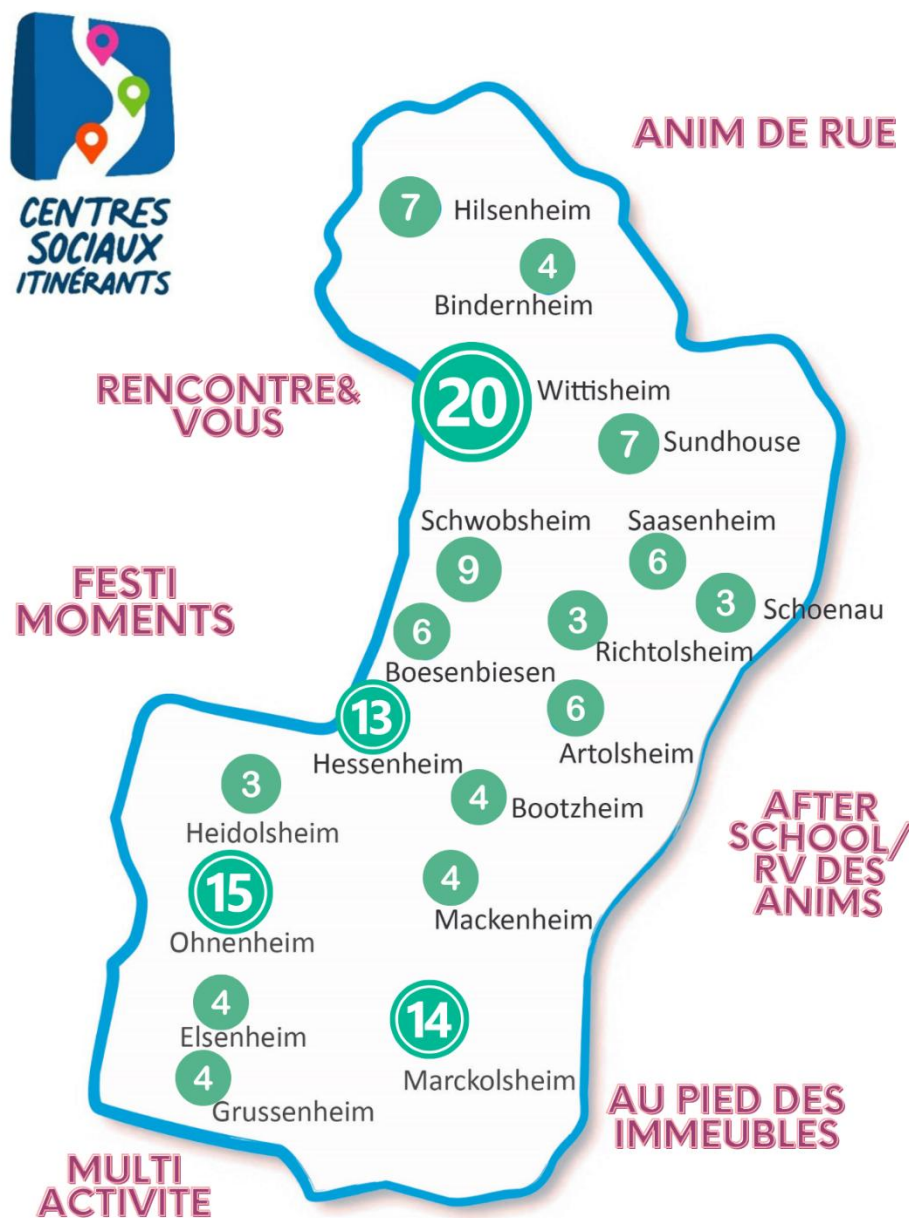 CENTRES
SOCIAUX
ITINÉRANTS
ANIM DE RUE
7 Hilsenheim
4
Bindernheim
RENCONTRE&
VOUS
20 Wittisheim
7 Sundhouse
Schwobsheim
9
Saasenheim
6
FESTI
MOMENTS
3
Schoenau
3
Richtolsheim
6
Boesenbiesen
6
Artolsheim
13
Hessenheim
3
Heidolsheim
4 Bootzheim
AFTER
SCHOOL/
RV DES
ANIMS
4
Mackenheim
15
Ohnenheim
4
Elsenheim
14
Marckolsheim
4
Grussenheim
AU PIED DES
IMMEUBLES
MULTI
ACTIVITE